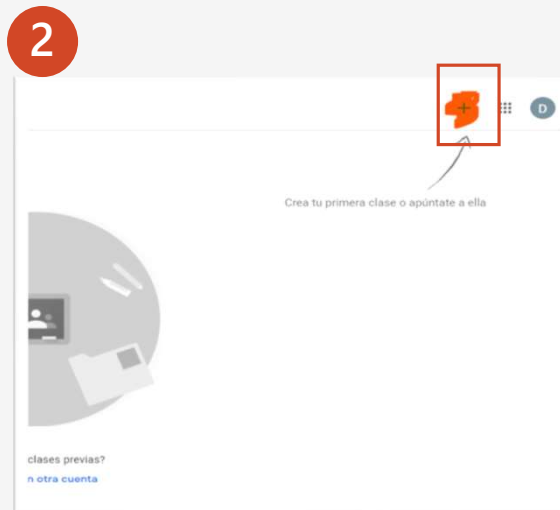 2
+
D
Crea tu primera clase o apúntate a ella
clases previas?
n otra cuenta